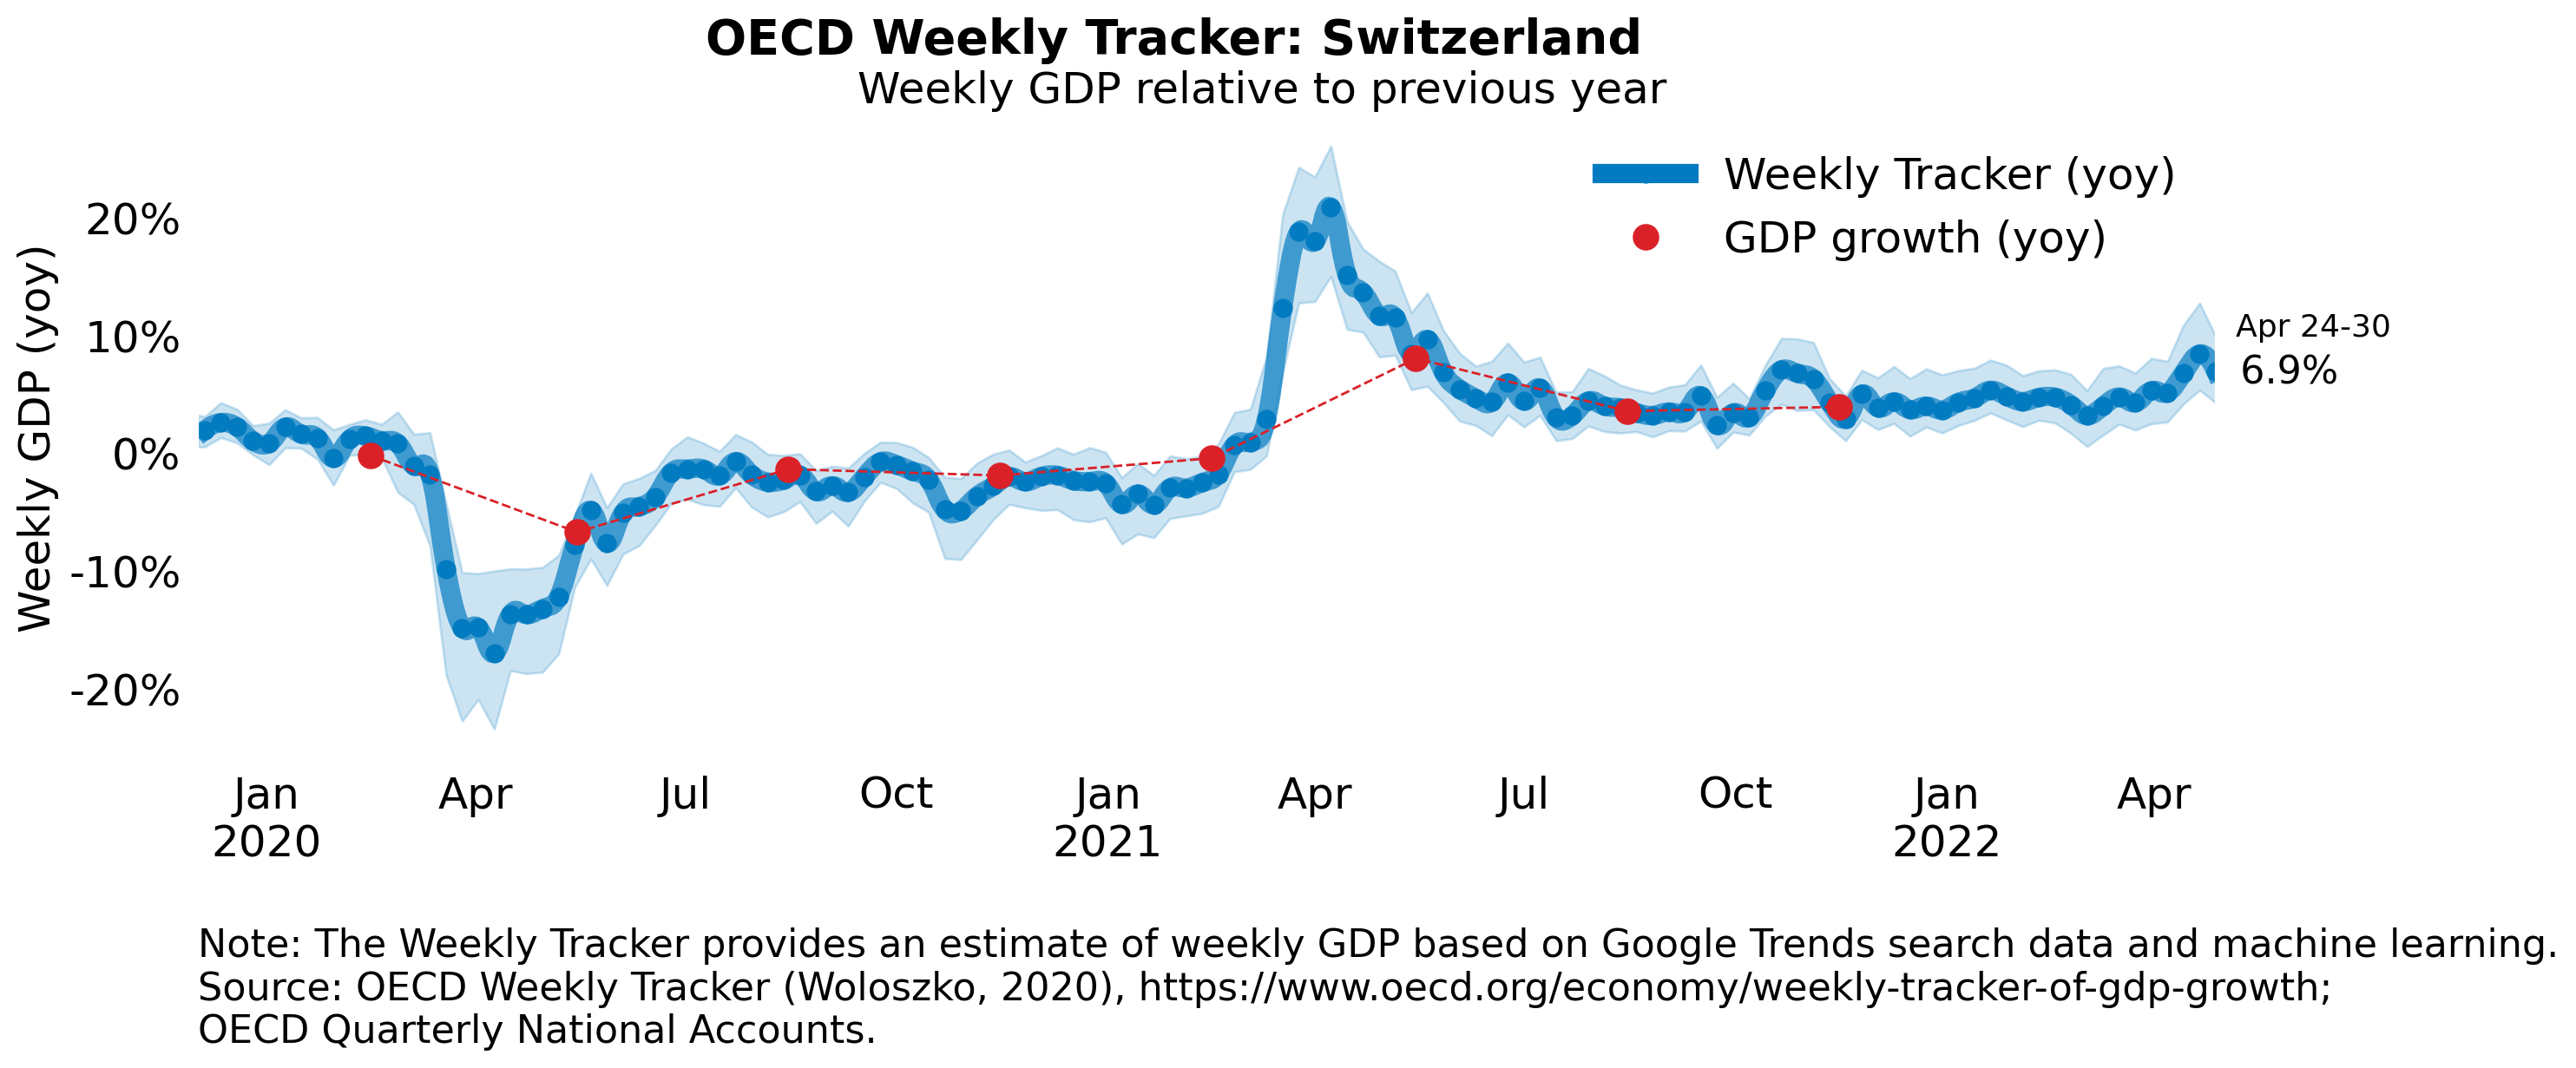 OECD Weekly Tracker: Switzerland
Weekly GDP relative to previous year
Weekly Tracker (yoy)
GDP growth (yoy)
Weekly GDP (yoy)
20%
10%
0%
-10%
-20%
Apr 24-30
6.9%
Jan Apr Jul Oct Jan Apr Jul Oct Jan Apr
2020 2021 2022
Note: The Weekly Tracker provides an estimate of weekly GDP based on Google Trends search data and machine learning.
Source: OECD Weekly Tracker (Woloszko, 2020), https://www.oecd.org/economy/weekly-tracker-of-gdp-growth;
OECD Quarterly National Accounts.